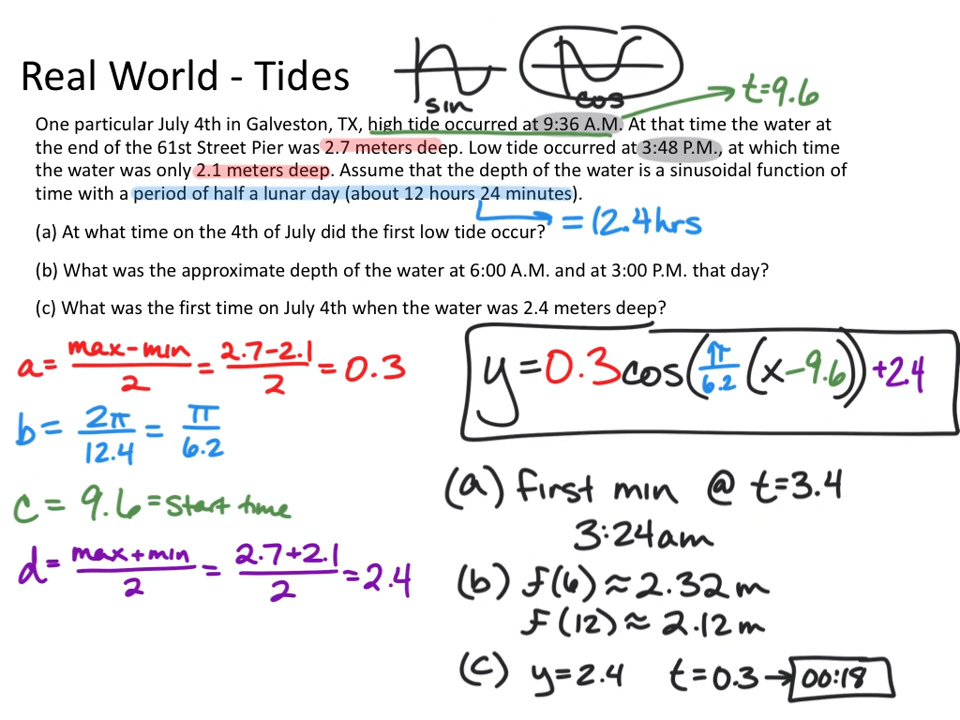 Real World - Tides
sin
cos
t=9.6
One particular July 4th in Galveston, TX, high tide occurred at 9:36 A.M. At that time the water at
the end of the 61st Street Pier was 2.7 meters deep. Low tide occurred at 3:48 P.M., at which time
the water was only 2.1 meters deep. Assume that the depth of the water is a sinusoidal function of
time with a period of half a lunar day (about 12 hours 24 minutes).
= 12.4 hrs
(a) At what time on the 4th of July did the first low tide occur?
(b) What was the approximate depth of the water at 6:00 A.M. and at 3:00 P.M. that day?
(c) What was the first time on July 4th when the water was 2.4 meters deep?
a = max-min/2 = 2.7-2.1/2 = 0.3
b = 2π/12.4 = π/6.2
c = 9.6 = start time
d = max+min/2 = 2.7+2.1/2 = 2.4
y = 0.3cos(π/6.2(x-9.6))+2.4
(a) first min @ t=3.4
3:24am
(b) f(6) ≈ 2.32 m
f(12) ≈ 2.12 m
(c) y=2.4 t=0.3 → 00:18